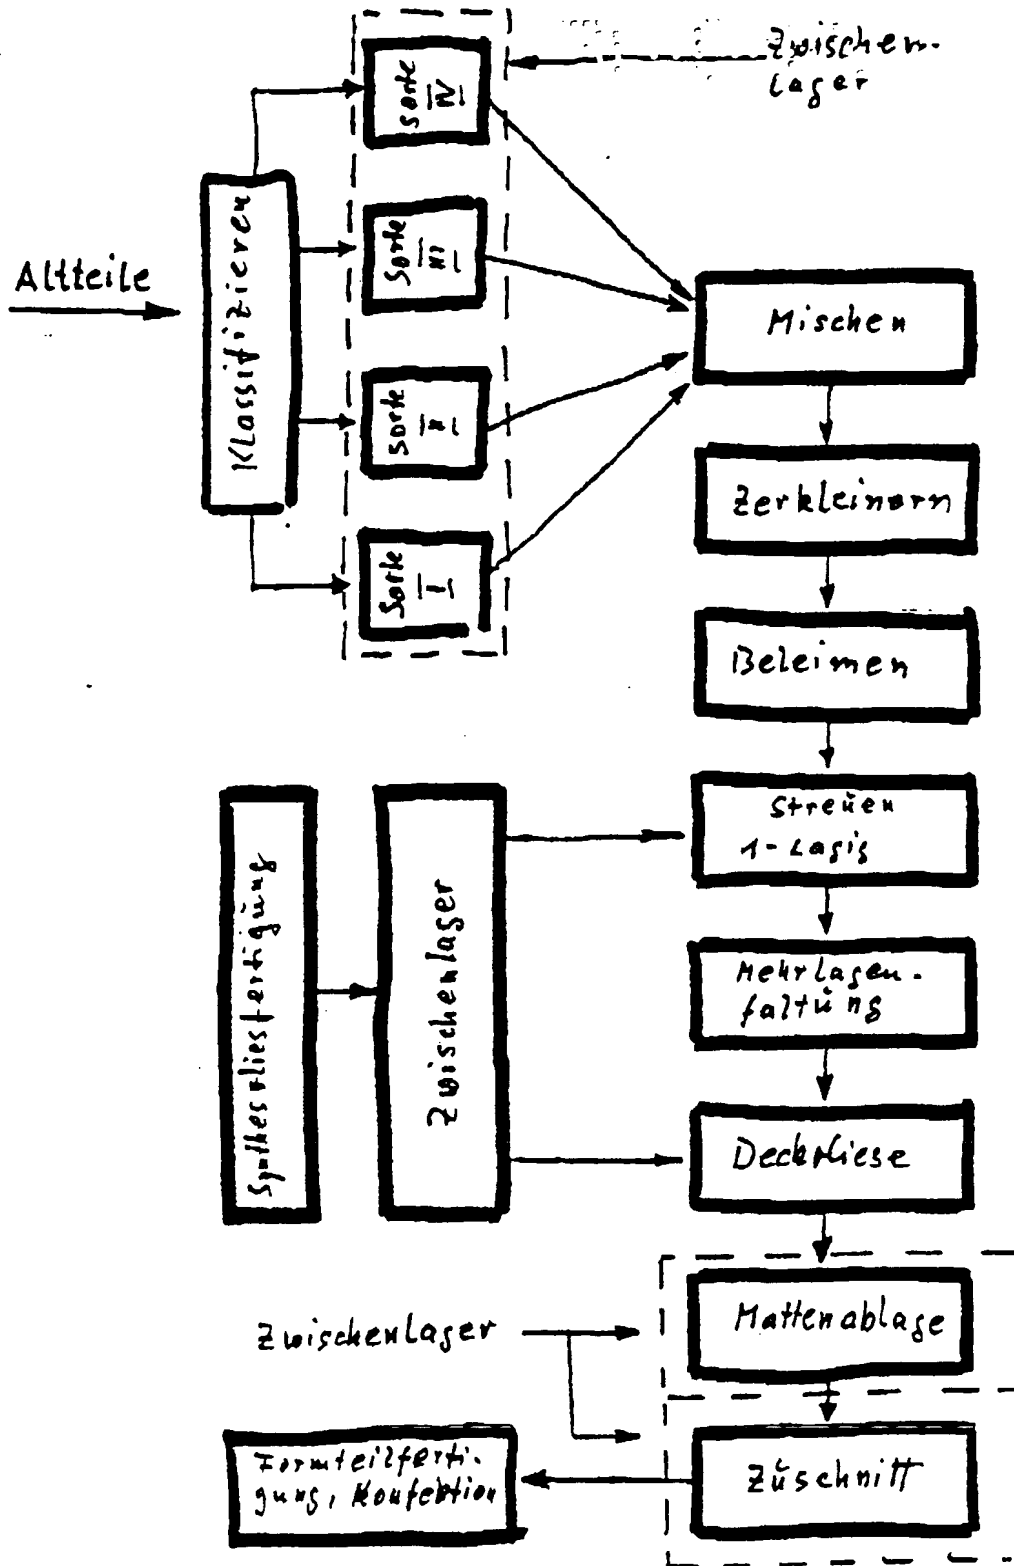 Zwischen-
lager
Sorte
IV
Altteile
Klassifizieren
Sorte
III
Mischen
Sorte
II
Zerkleinern
Sorte
I
Beleimen
Streuen
1-Lagig
Synthesevliesfertigung
Zwischenlager
Mehrlagen-
faltung
Deckvliese
Mattenablage
Zwischenlager
Zuschnitt
Formteilferti-
gung, Konfektion